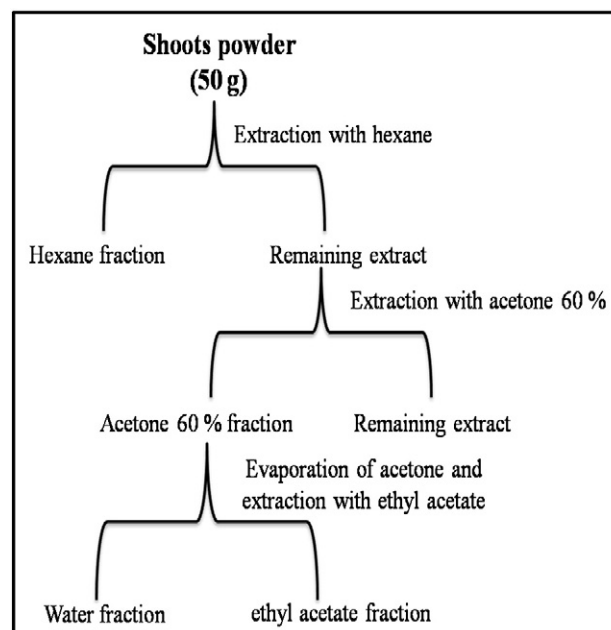 Shoots powder
(50 g)
Extraction with hexane
Hexane fraction
Remaining extract
Extraction with acetone 60 %
Acetone 60 % fraction
Remaining extract
Evaporation of acetone and
extraction with ethyl acetate
Water fraction
ethyl acetate fraction